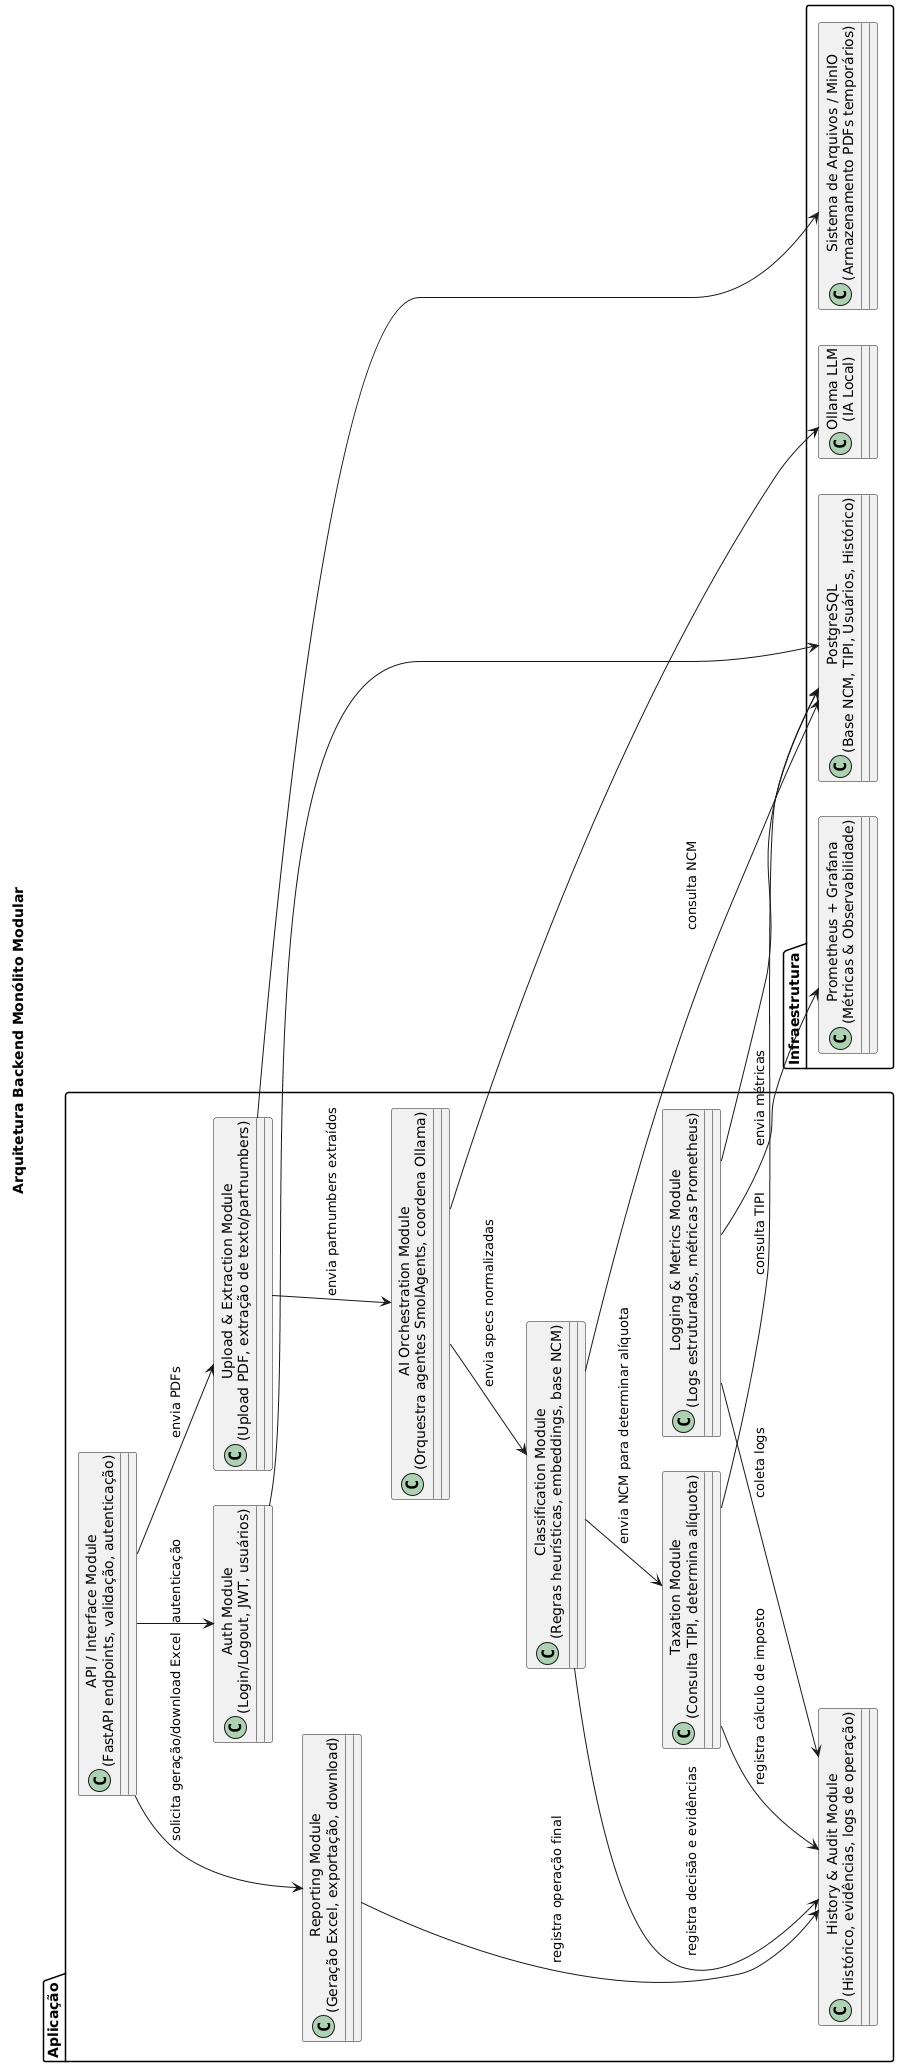 Arquitetura Backend Monólito Modular
Aplicação
API / Interface Module
(FastAPI endpoints, validação, autenticação)
solicita geração/download Excel
autenticação
envia PDFs
Auth Module
(Login/Logout, JWT, usuários)
Upload & Extraction Module
(Upload PDF, extração de texto/partnumbers)
Reporting Module
(Geração Excel, exportação, download)
envia partnumbers extraídos
AI Orchestration Module
(Orquestra agentes SmolAgents, coordena Ollama)
envia specs normalizadas
Classification Module
(Regras heurísticas, embeddings, base NCM)
registra operação final
envia NCM para determinar alíquota
Taxation Module
(Consulta TIPI, determina alíquota)
Logging & Metrics Module
(Logs estruturados, métricas Prometheus)
registra decisão e evidências
consulta NCM
registra cálculo de imposto
coleta logs
consulta TIPI
envia métricas
History & Audit Module
(Histórico, evidências, logs de operação)
Infraestrutura
Prometheus + Grafana
(Métricas & Observabilidade)
PostgreSQL
(Base NCM, TIPI, Usuários, Histórico)
Ollama LLM
(IA Local)
Sistema de Arquivos / MinIO
(Armazenamento PDFs temporários)
C
C
C
C
C
C
C
C
C
C
C
C